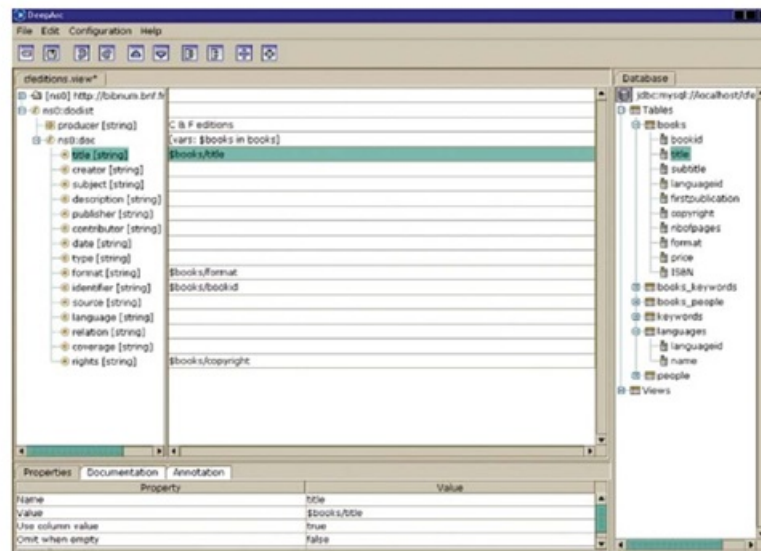 DeepArc
File Edit Configuration Help
cfeditions.view*
[ns0] http://bibnum.bnf.fr
ns0:dcdlist
producer [string] C & F editions
ns0:doc [vars: $books in books]
title [string] $books/title
creator [string]
subject [string]
description [string]
publisher [string]
contributor [string]
date [string]
type [string]
format [string] $books/format
identifier [string] $books/bookid
source [string]
language [string]
relation [string]
coverage [string]
rights [string] $books/copyright
Database
jdbc:mysql://localhost/cfe
Tables
books
bookid
title
subtitle
languageid
firstpublication
copyright
nbofpages
format
price
ISBN
books_keywords
books_people
keywords
languages
languageid
name
people
Views
Properties Documentation Annotation
Property Value
Name title
Value $books/title
Use column value true
Omit when empty false